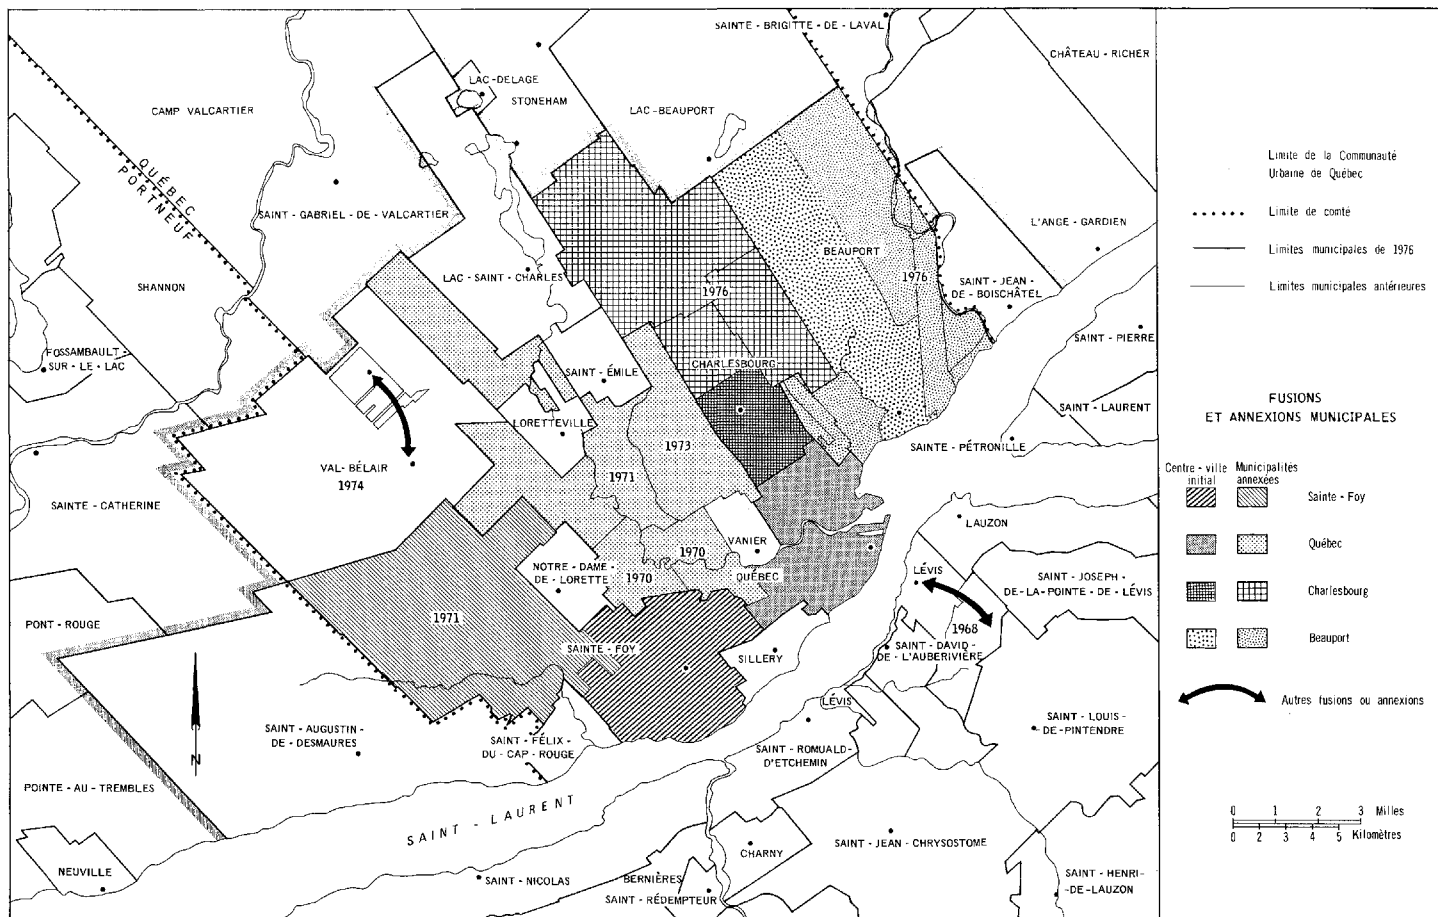 SAINTE - BRIGITTE - DE - LAVAL
CHÂTEAU - RICHER
LAC - DELAGE
STONEHAM
CAMP VALCARTIER
LAC - BEAUPORT
QUÉBEC
PORTNEUF
SAINT - GABRIEL - DE - VALCARTIER
L'ANGE - GARDIEN
BEAUPORT
1976
LAC - SAINT - CHARLES
1976
SAINT - JEAN -
DE - BOISCHÂTEL
SHANNON
SAINT - PIERRE
FOSSAMBAULT -
SUR - LE - LAC
SAINT - ÉMILE
CHARLESBOURG
SAINT - LAURENT
LORETTEVILLE
1973
SAINTE - PÉTRONILLE
VAL - BÉLAIR
1974
1971
SAINTE - CATHERINE
LAUZON
VANIER
1970
NOTRE - DAME -
DE - LORETTE
1970
QUÉBEC
LÉVIS
SAINT - JOSEPH -
DE - LA - POINTE - DE - LÉVIS
PONT - ROUGE
1971
1968
SAINTE - FOY
SILLERY
SAINT - DAVID -
DE - L'AUBERIVIÈRE
LÉVIS
N
SAINT - AUGUSTIN
DE - DESMAURES
SAINT - FÉLIX -
DU - CAP - ROUGE
SAINT - ROMUALD -
D'ETCHEMIN
SAINT - LOUIS -
DE - PINTENDRE
POINTE - AU - TREMBLES
SAINT - LAURENT
NEUVILLE
SAINT - NICOLAS
BERNIÈRES
SAINT - RÉDEMPTEUR
CHARNY
SAINT - JEAN - CHRYSOSTOME
SAINT - HENRI -
- DE - LAUZON
Limite de la Communauté
Urbaine de Québec
Limite de comté
Limites municipales de 1976
Limites municipales antérieures
FUSIONS
ET ANNEXIONS MUNICIPALES
Centre - ville
initial
Municipalités
annexées
Sainte - Foy
Québec
Charlesbourg
Beauport
Autres fusions ou annexions
0 1 2 3 Milles
0 1 2 3 4 5 Kilomètres